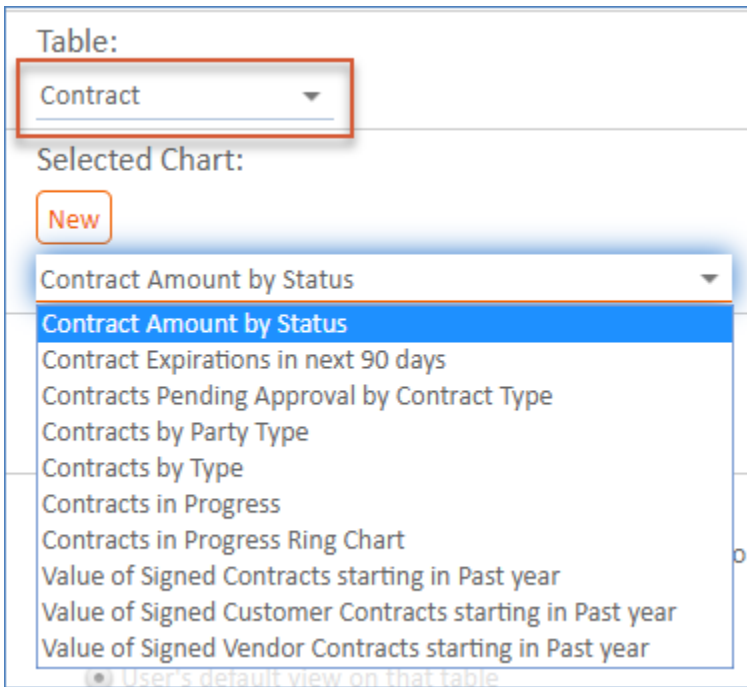 Table:
Contract
Selected Chart:
New
Contract Amount by Status
Contract Amount by Status
Contract Expirations in next 90 days
Contracts Pending Approval by Contract Type
Contracts by Party Type
Contracts by Type
Contracts in Progress
Contracts in Progress Ring Chart
Value of Signed Contracts starting in Past year
Value of Signed Customer Contracts starting in Past year
Value of Signed Vendor Contracts starting in Past year
User's default view on that table